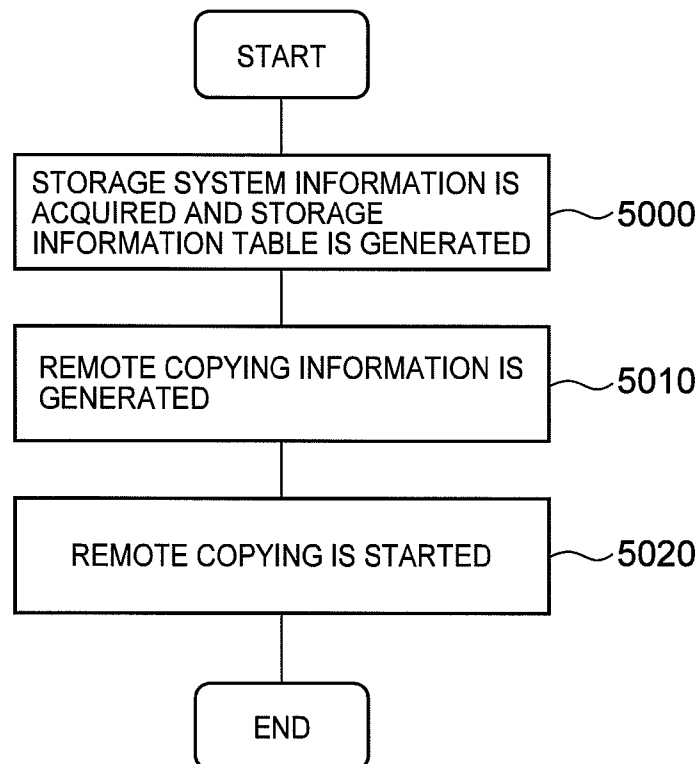 START
STORAGE SYSTEM INFORMATION IS
ACQUIRED AND STORAGE
INFORMATION TABLE IS GENERATED
5000
REMOTE COPYING INFORMATION IS
GENERATED
5010
REMOTE COPYING IS STARTED
5020
END